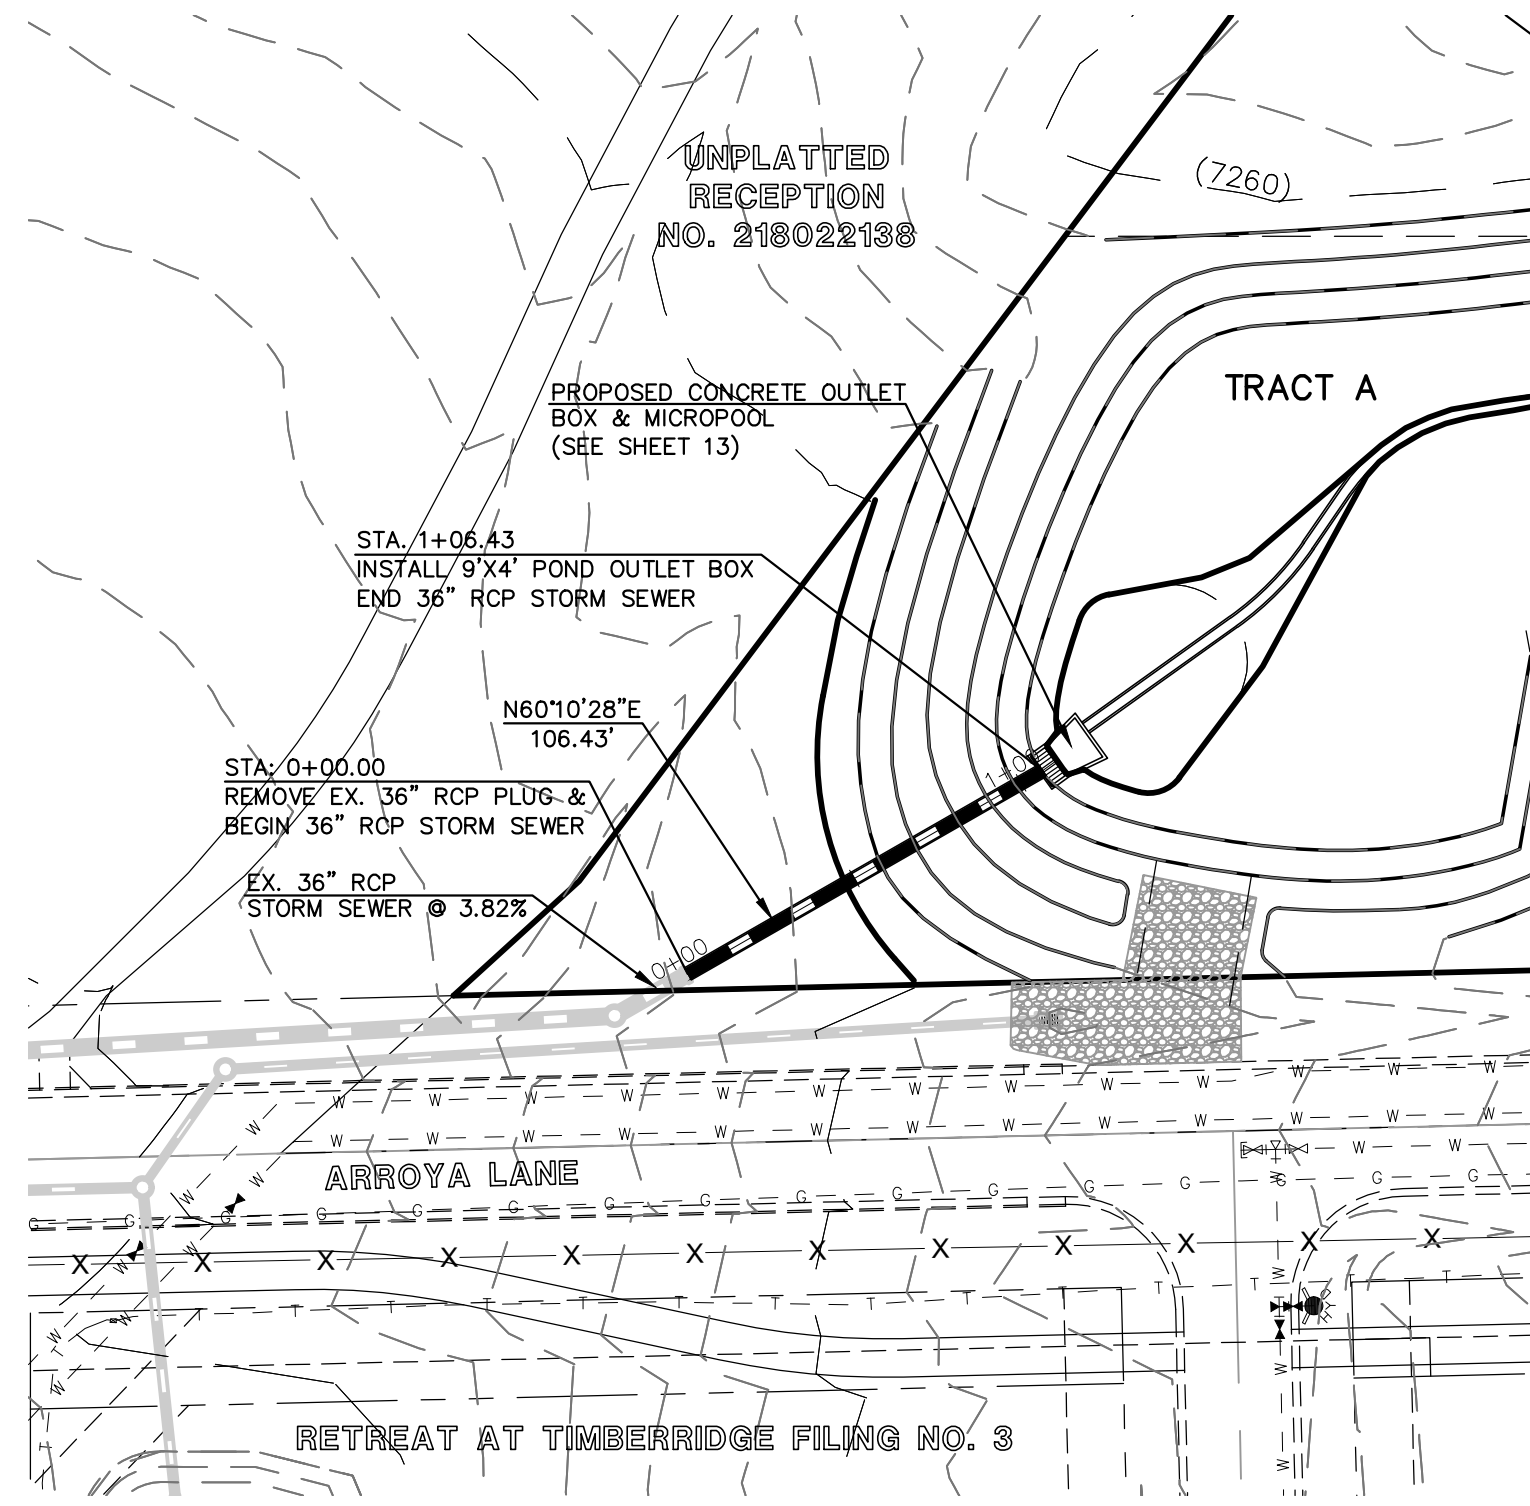 UNPLATTED
RECEPTION
NO. 218022138
(7260)
TRACT A
PROPOSED CONCRETE OUTLET
BOX & MICROPOOL
(SEE SHEET 13)
STA. 1+06.43
INSTALL 9'X4' POND OUTLET BOX
END 36" RCP STORM SEWER
N60°10'28"E
106.43'
STA: 0+00.00
REMOVE EX. 36" RCP PLUG &
BEGIN 36" RCP STORM SEWER
EX. 36" RCP
STORM SEWER @ 3.82%
0+00
1+00
W W W W W W W W W W W W W
W W W W W W W W W W W W W
W W W
ARROYA LANE
G G G G G G G G G G G G G
X X X X X X X X X X X X
T T T T T T T T T T T T T T
RETREAT AT TIMBERRIDGE FILING NO. 3